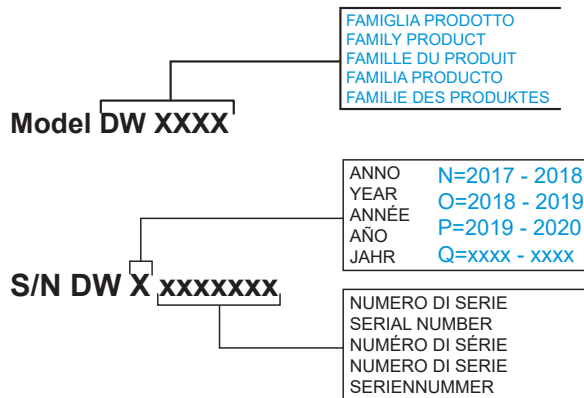 FAMIGLIA PRODOTTO
FAMILY PRODUCT
FAMILLE DU PRODUIT
FAMILIA PRODUCTO
FAMILIE DES PRODUKTES
Model DW XXXX
ANNO
YEAR
ANNÉE
AÑO
JAHR
N=2017 - 2018
O=2018 - 2019
P=2019 - 2020
Q=xxxx - xxxx
S/N DW X xxxxxxx
NUMERO DI SERIE
SERIAL NUMBER
NUMÉRO DI SÉRIE
NUMERO DI SERIE
SERIENNUMMER